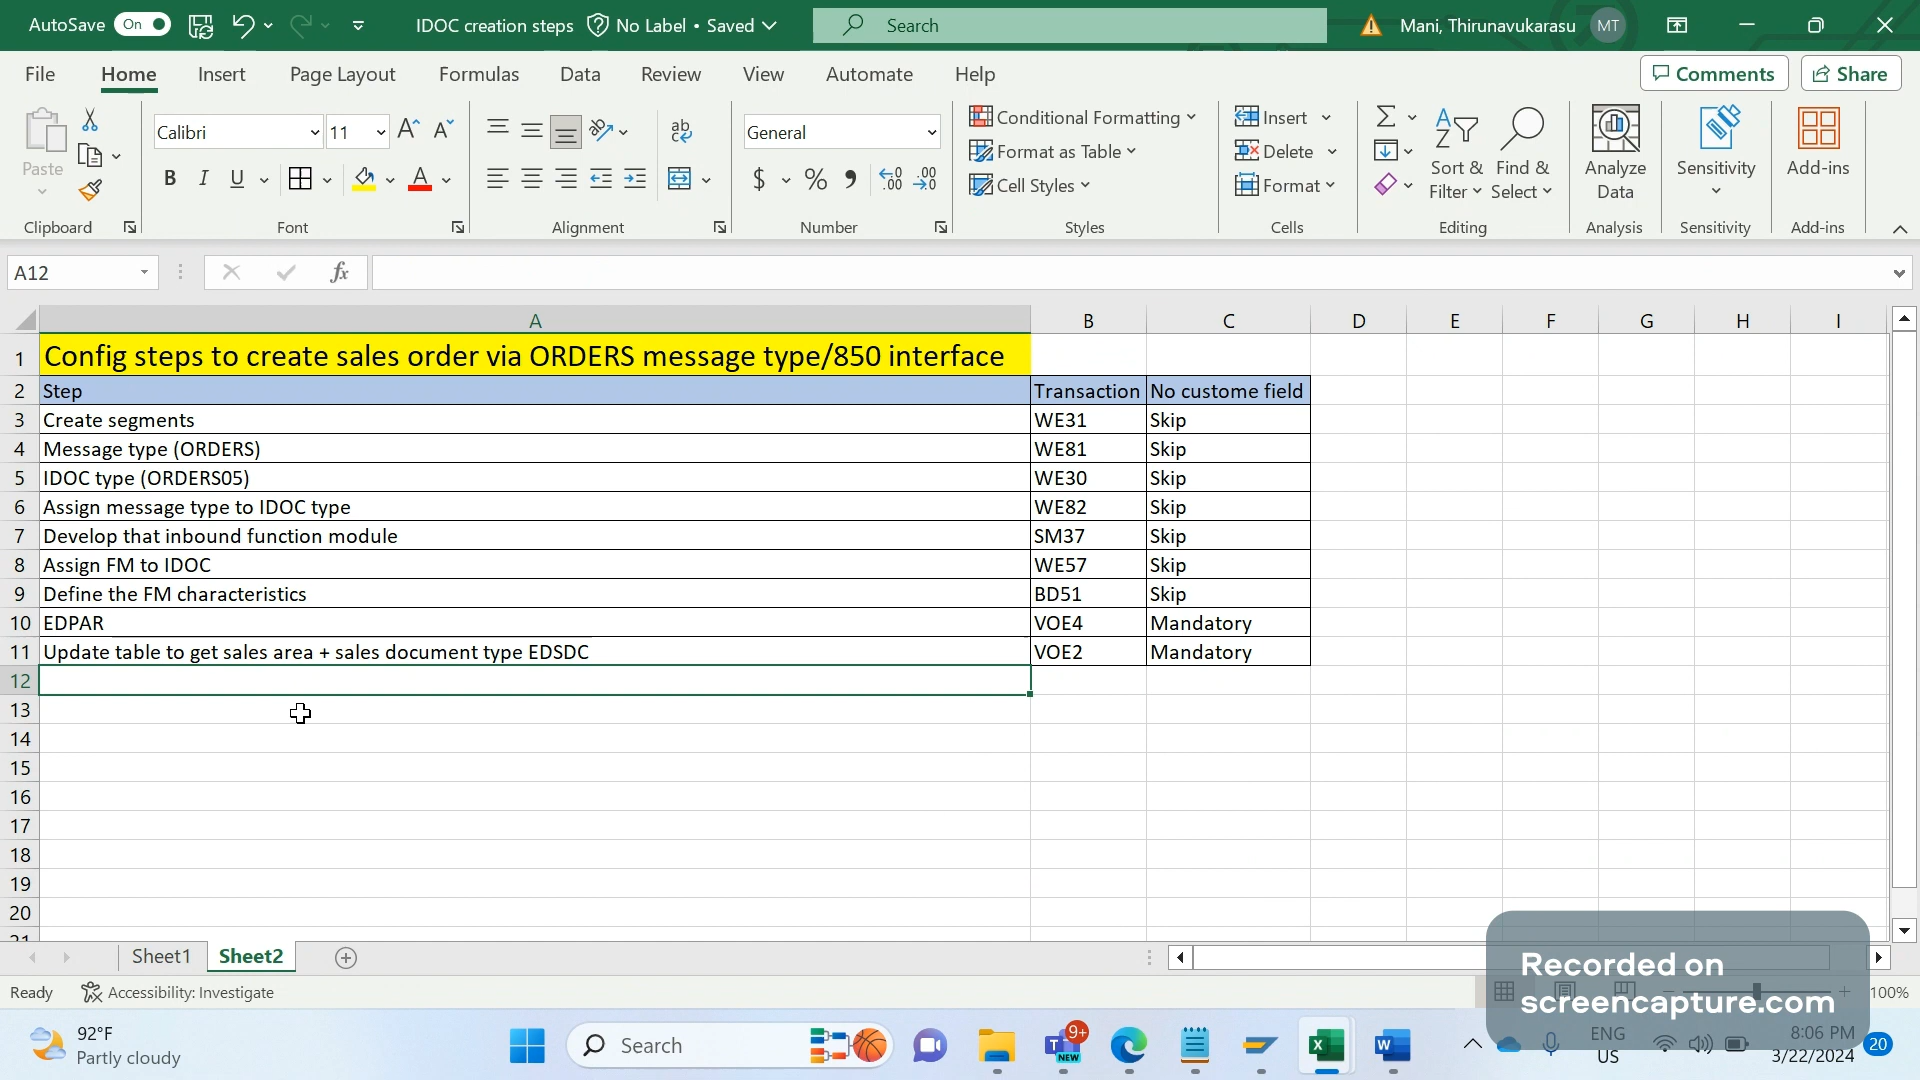 AutoSave On IDOC creation steps No Label • Saved Search Mani, Thirunavukarasu MT
File Home Insert Page Layout Formulas Data Review View Automate Help Comments Share
Paste
Calibri 11
General
Conditional Formatting
Format as Table
Cell Styles
Insert
Delete
Format
Sort & Filter
Find & Select
Analyze Data
Sensitivity
Add-ins
Clipboard Font Alignment Number Styles Cells Editing Analysis Sensitivity Add-ins
A12 fx
A B C D E F G H I
1 Config steps to create sales order via ORDERS message type/850 interface
2 Step Transaction No custome field
3 Create segments WE31 Skip
4 Message type (ORDERS) WE81 Skip
5 IDOC type (ORDERS05) WE30 Skip
6 Assign message type to IDOC type WE82 Skip
7 Develop that inbound function module SM37 Skip
8 Assign FM to IDOC WE57 Skip
9 Define the FM characteristics BD51 Skip
10 EDPAR VOE4 Mandatory
11 Update table to get sales area + sales document type EDSDC VOE2 Mandatory
12
13
14
15
16
17
18
19
20
21
Sheet1 Sheet2
Recorded on
screencapture.com
Ready Accessibility: Investigate 100%
92°F
Partly cloudy
Search
9+
NEW
ENG
US
8:06 PM
3/22/2024
20